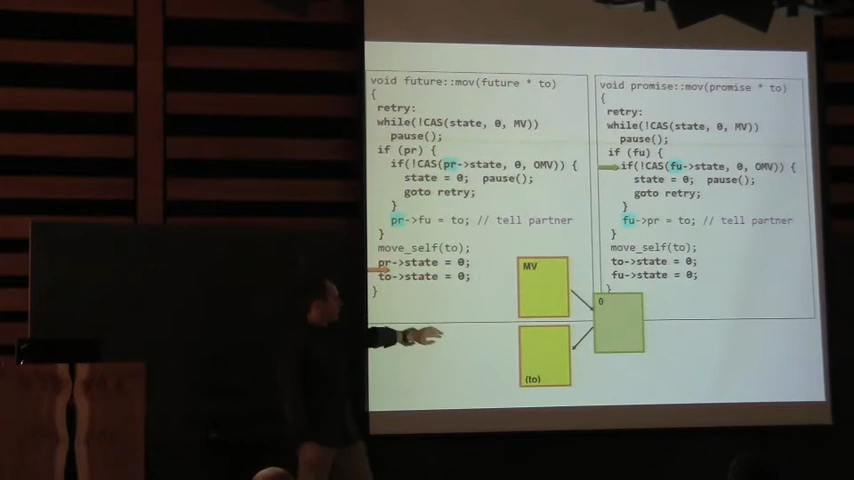 void future::mov(future * to)
{
retry:
while(!CAS(state, 0, MV))
pause();
if (pr) {
if(!CAS(pr->state, 0, OMV)) {
state = 0; pause();
goto retry;
}
pr->fu = to; // tell partner
}
move_self(to);
pr->state = 0;
to->state = 0;
}
void promise::mov(promise * to)
{
retry:
while(!CAS(state, 0, MV))
pause();
if (fu) {
if(!CAS(fu->state, 0, OMV)) {
state = 0; pause();
goto retry;
}
fu->pr = to; // tell partner
}
move_self(to);
to->state = 0;
fu->state = 0;
}
MV
0
(to)